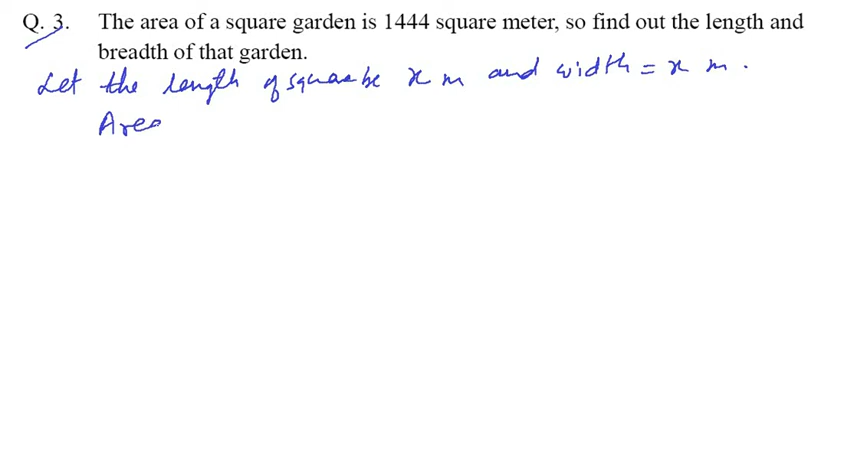 Q. 3. The area of a square garden is 1444 square meter, so find out the length and
breadth of that garden.
Let the length of square be x m and width = x m.
Area